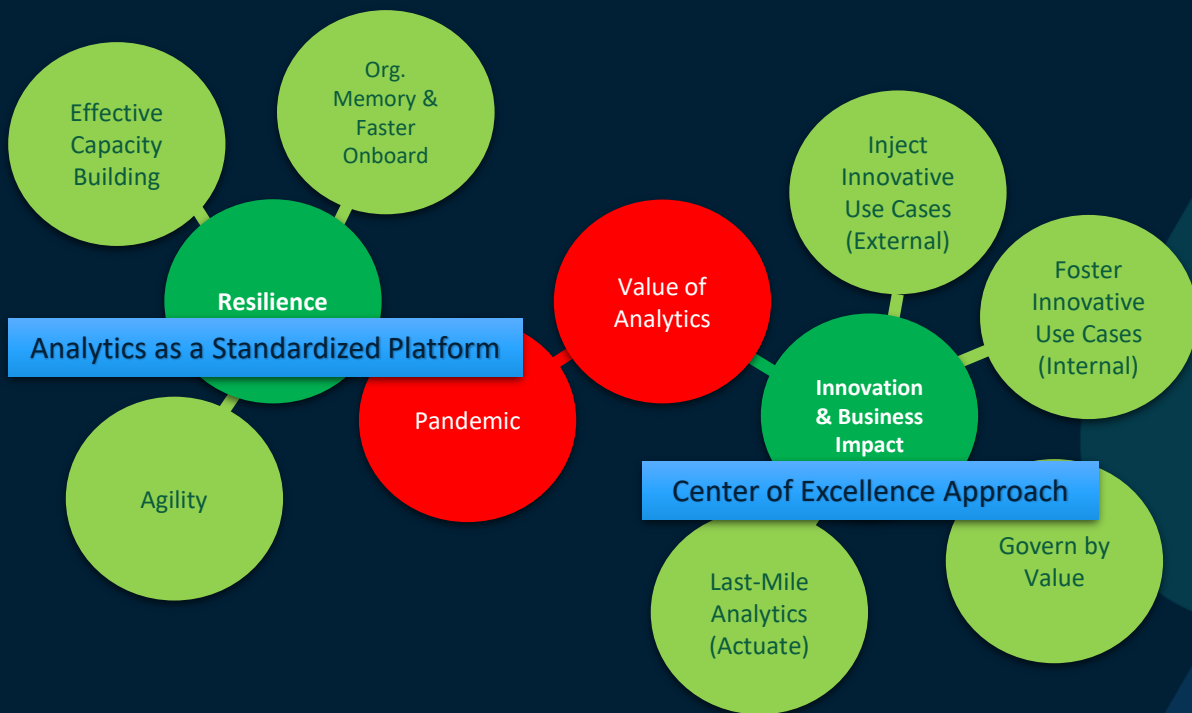 Effective
Capacity
Building
Org.
Memory &
Faster
Onboard
Resilience
Analytics as a Standardized Platform
Agility
Pandemic
Value of
Analytics
Inject
Innovative
Use Cases
(External)
Foster
Innovative
Use Cases
(Internal)
Innovation
& Business
Impact
Center of Excellence Approach
Govern by
Value
Last-Mile
Analytics
(Actuate)